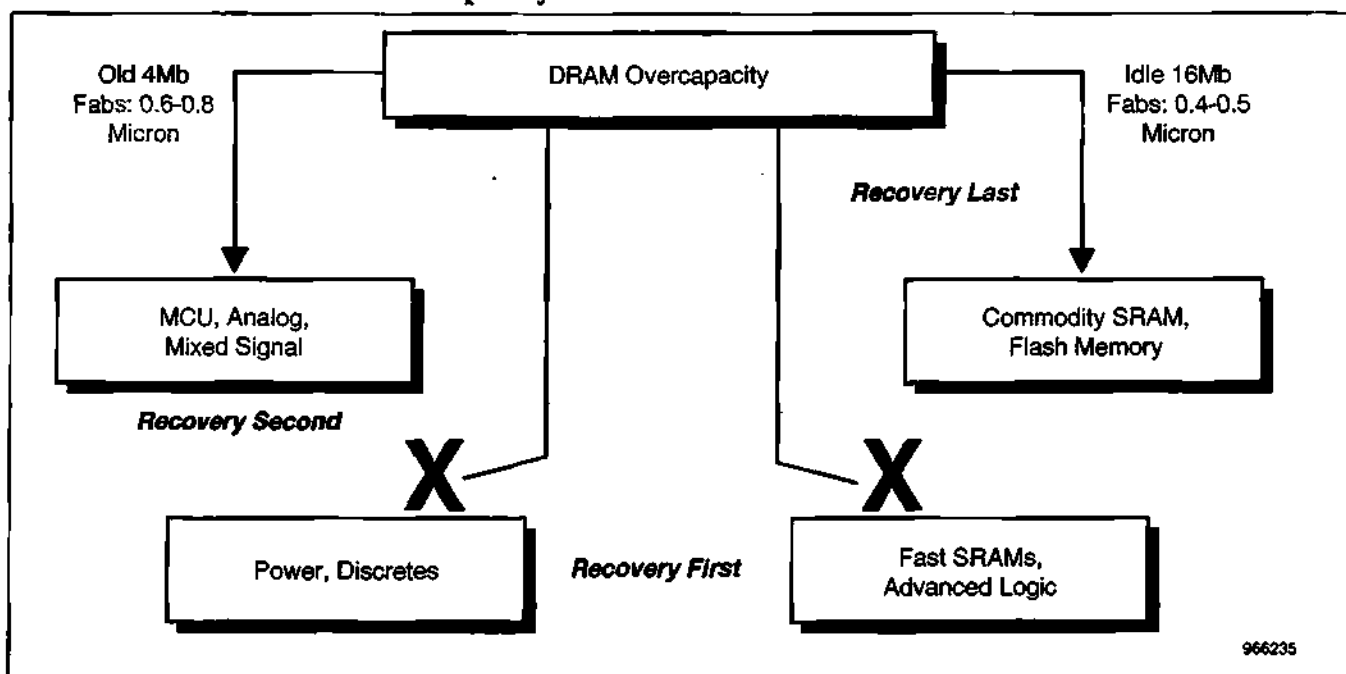 DRAM Overcapacity
Old 4Mb
Fabs: 0.6-0.8
Micron
Idle 16Mb
Fabs: 0.4-0.5
Micron
Recovery Last
MCU, Analog,
Mixed Signal
Commodity SRAM,
Flash Memory
Recovery Second
X
X
Power, Discretes
Recovery First
Fast SRAMs,
Advanced Logic
966235